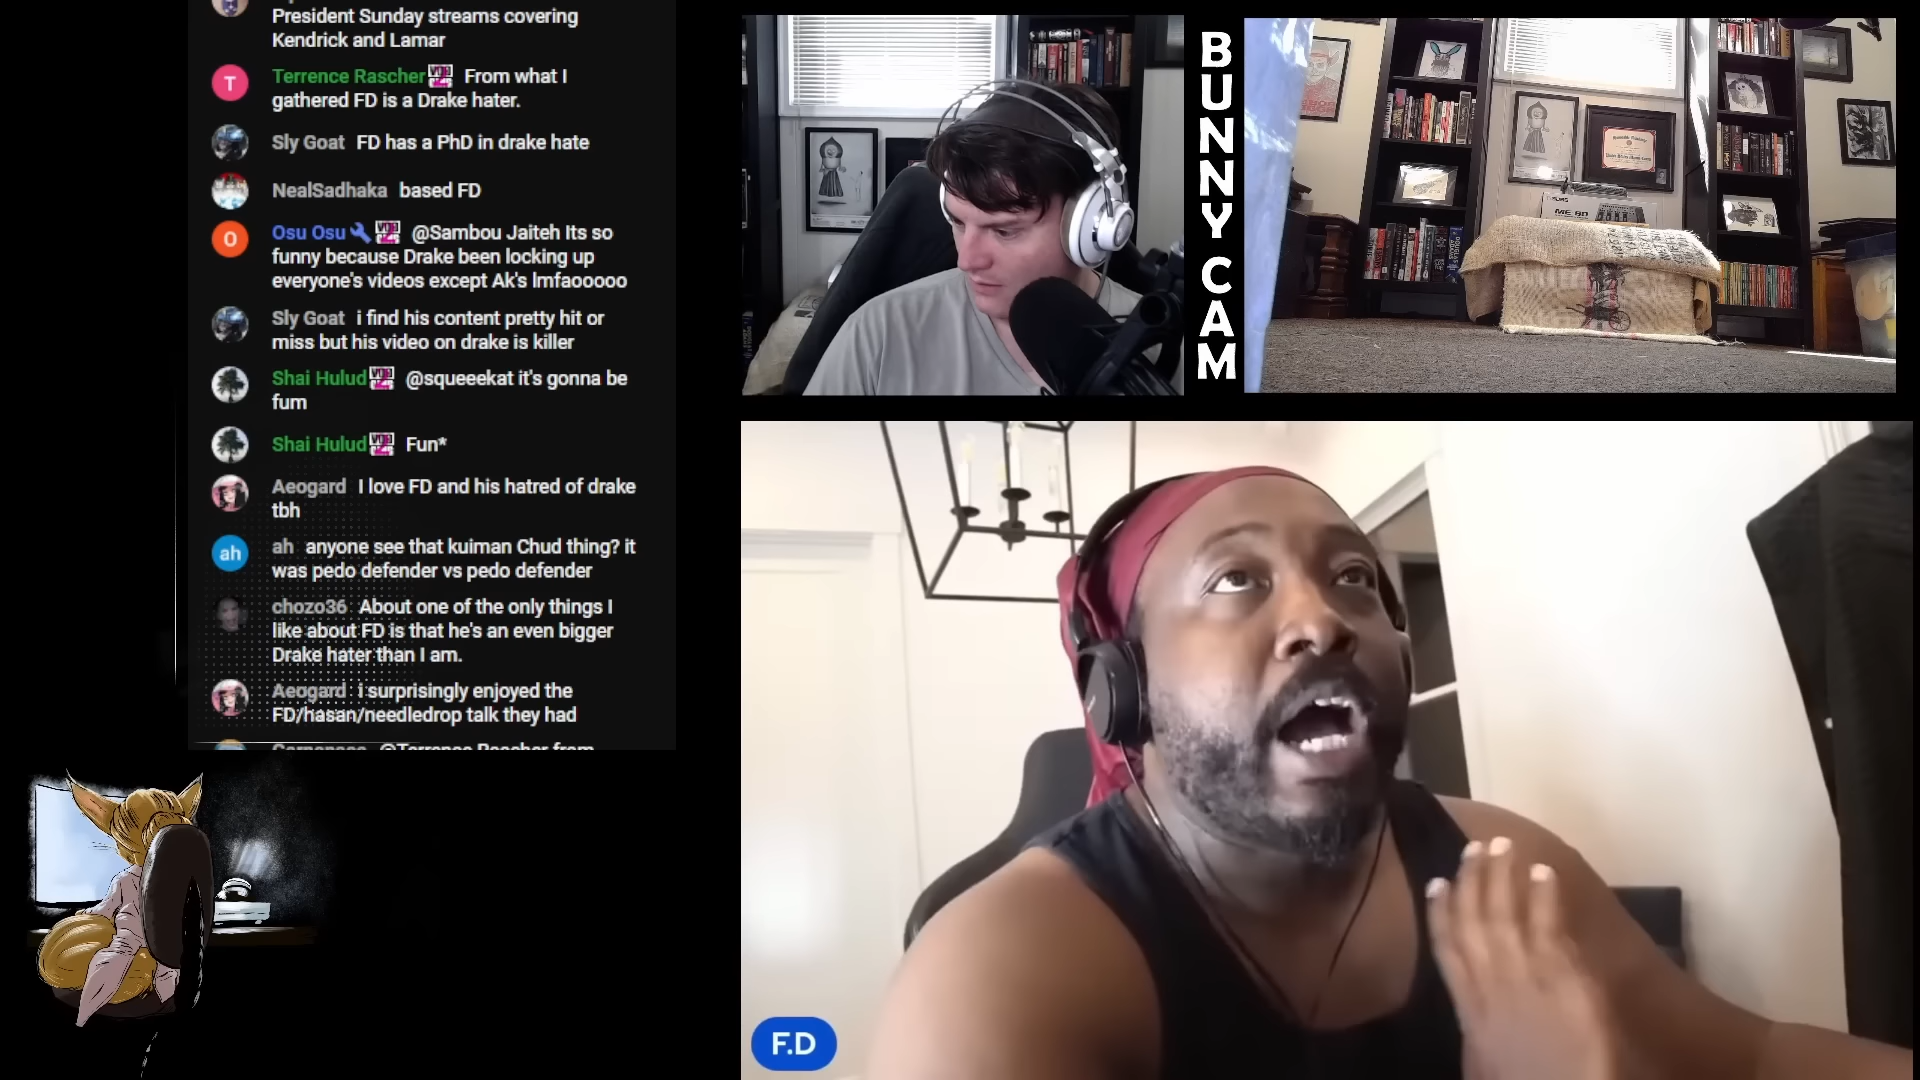 President Sunday streams covering
Kendrick and Lamar
T
Terrence Rascher From what I
gathered FD is a Drake hater.
Sly Goat FD has a PhD in drake hate
NealSadhaka based FD
O
Osu Osu @Sambou Jaiteh Its so
funny because Drake been locking up
everyone's videos except Ak's lmfaooooo
Sly Goat i find his content pretty hit or
miss but his video on drake is killer
Shai Hulud @squeeekat it's gonna be
fum
Shai Hulud Fun*
Aeogard I love FD and his hatred of drake
tbh
ah
ah anyone see that kuiman Chud thing? it
was pedo defender vs pedo defender
chozo36 About one of the only things I
like about FD is that he's an even bigger
Drake hater than I am.
Aeogard i surprisingly enjoyed the
FD/hasan/needledrop talk they had
BUNNY CAM
ME 80
F.D